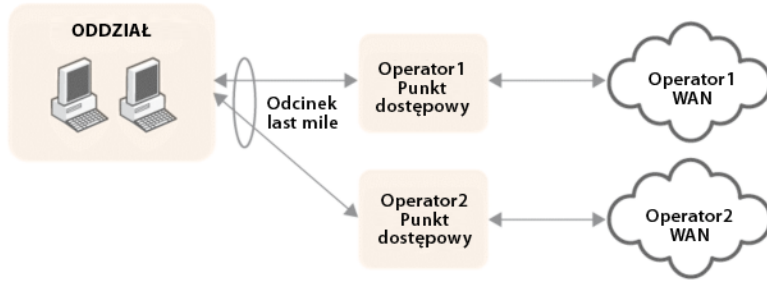 ODDZIAŁ
Odcinek
last mile
Operator1
Punkt
dostępowy
Operator1
WAN
Operator2
Punkt
dostępowy
Operator2
WAN